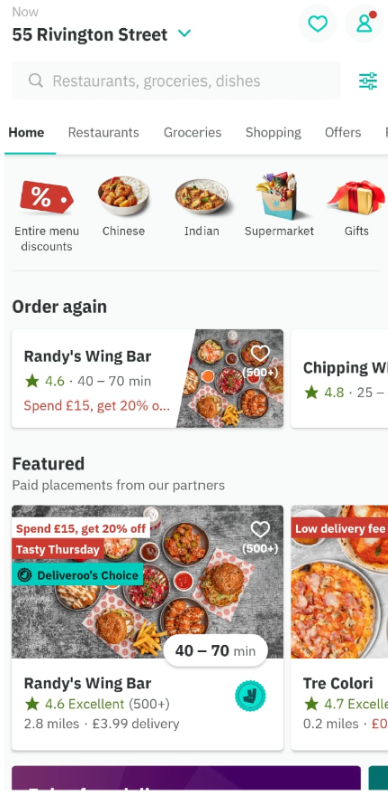 Now
55 Rivington Street
Restaurants, groceries, dishes
Home Restaurants Groceries Shopping Offers
%
Entire menu discounts
Chinese
Indian
Supermarket
Gifts
Order again
Randy's Wing Bar
4.6 · 40 – 70 min
Spend £15, get 20% o...
(500+)
Chipping
4.8 · 25 –
Featured
Paid placements from our partners
Spend £15, get 20% off
Tasty Thursday
Deliveroo's Choice
(500+)
40 – 70 min
Randy's Wing Bar
4.6 Excellent (500+)
2.8 miles · £3.99 delivery
Low delivery fee
Tre Colori
4.7 Excelle
0.2 miles · £0